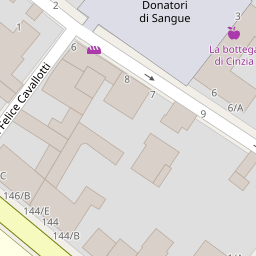 Donatori
di Sangue
2
3
La bottega
di Cinzia
6
8
7
9
6/A
Felice Cavallotti
6
146/B
144/E
144
144/B